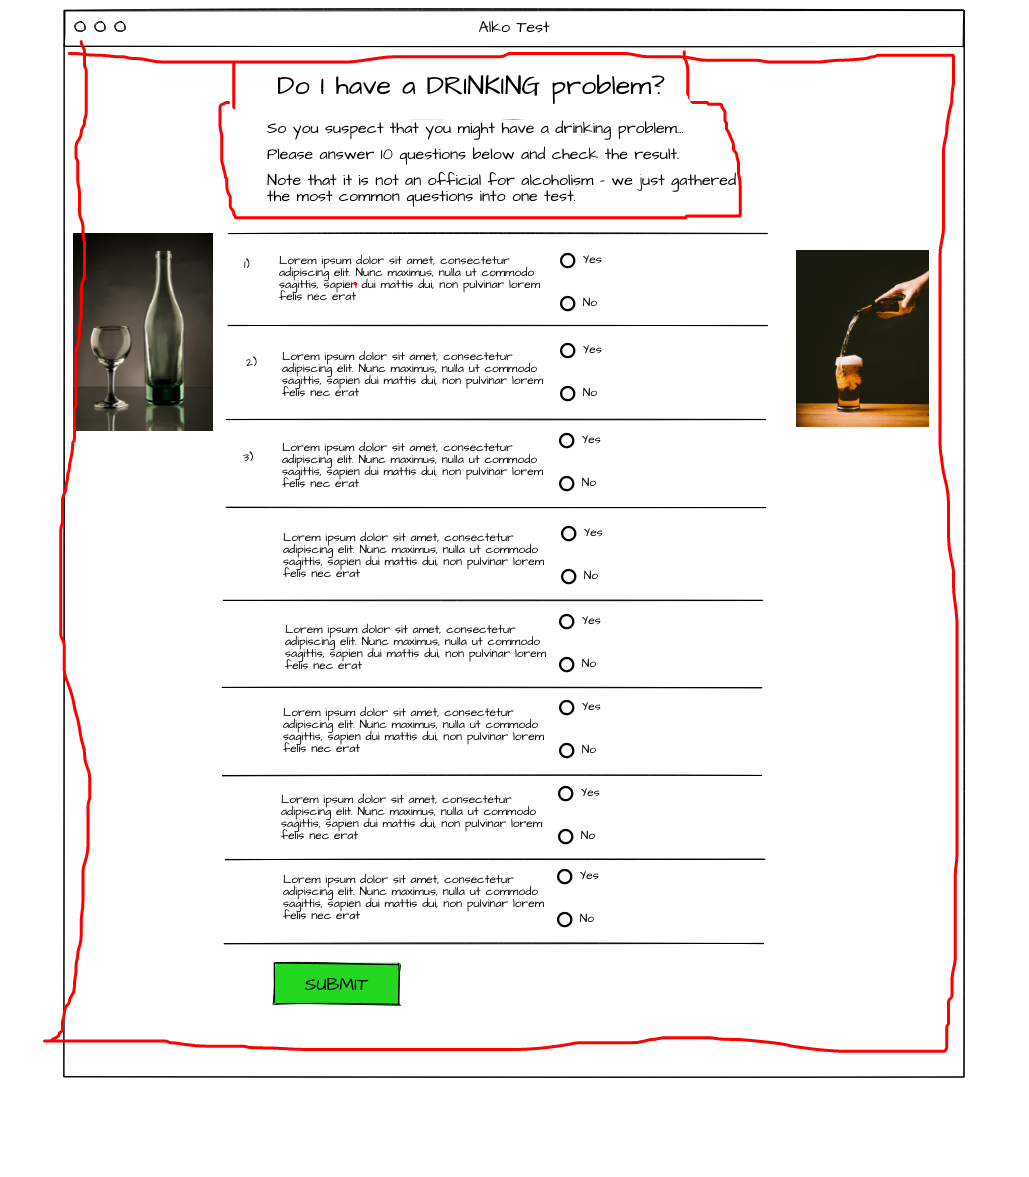 Alko Test
Do I have a DRINKING problem?
So you suspect that you might have a drinking problem...
Please answer 10 questions below and check the result.
Note that it is not an official for alcoholism - we just gathered
the most common questions into one test.
1)
Lorem ipsum dolor sit amet, consectetur
adipiscing elit. Nunc maximus, nulla ut commodo
sagittis, sapien dui mattis dui, non pulvinar lorem
felis nec erat
Yes
No
2)
Lorem ipsum dolor sit amet, consectetur
adipiscing elit. Nunc maximus, nulla ut commodo
sagittis, sapien dui mattis dui, non pulvinar lorem
felis nec erat
Yes
No
3)
Lorem ipsum dolor sit amet, consectetur
adipiscing elit. Nunc maximus, nulla ut commodo
sagittis, sapien dui mattis dui, non pulvinar lorem
felis nec erat
Yes
No
Lorem ipsum dolor sit amet, consectetur
adipiscing elit. Nunc maximus, nulla ut commodo
sagittis, sapien dui mattis dui, non pulvinar lorem
felis nec erat
Yes
No
Lorem ipsum dolor sit amet, consectetur
adipiscing elit. Nunc maximus, nulla ut commodo
sagittis, sapien dui mattis dui, non pulvinar lorem
felis nec erat
Yes
No
Lorem ipsum dolor sit amet, consectetur
adipiscing elit. Nunc maximus, nulla ut commodo
sagittis, sapien dui mattis dui, non pulvinar lorem
felis nec erat
Yes
No
Lorem ipsum dolor sit amet, consectetur
adipiscing elit. Nunc maximus, nulla ut commodo
sagittis, sapien dui mattis dui, non pulvinar lorem
felis nec erat
Yes
No
Lorem ipsum dolor sit amet, consectetur
adipiscing elit. Nunc maximus, nulla ut commodo
sagittis, sapien dui mattis dui, non pulvinar lorem
felis nec erat
Yes
No
SUBMIT